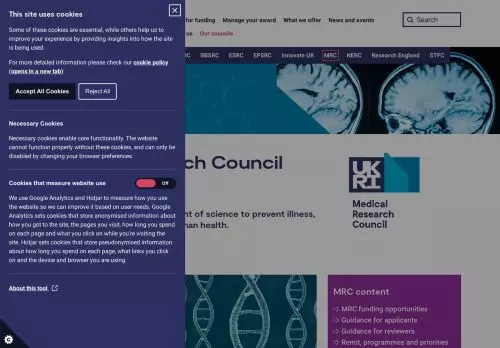 This site uses cookies
Some of these cookies are essential, while others help us to
improve your experience by providing insights into how the site
is being used.
For more detailed information please check our cookie policy
(opens in a new tab)
Accept All Cookies
Reject All
Necessary Cookies
Necessary cookies enable core functionality. The website
cannot function properly without these cookies, and can only be
disabled by changing your browser preferences.
Cookies that measure website use
Off
We use Google Analytics and Hotjar to measure how you use
the website so we can improve it based on user needs. Google
Analytics sets cookies that store anonymised information about
how you got to the site, the pages you visit, how long you spend
on each page and what you click on while you're visiting the
site. Hotjar sets cookies that store pseudonymised information
about how long you spend on each page, what links you click
on and the device and browser you are using.
About this tool
for funding Manage your award What we offer News and events
Search
us Our councils
BBSRC ESRC EPSRC Innovate UK MRC NERC Research England STFC
ch Council
nt of science to prevent illness,
man health.
UK
RI
Medical
Research
Council
MRC content
MRC funding opportunities
Guidance for applicants
Guidance for reviewers
Remit, programmes and priorities